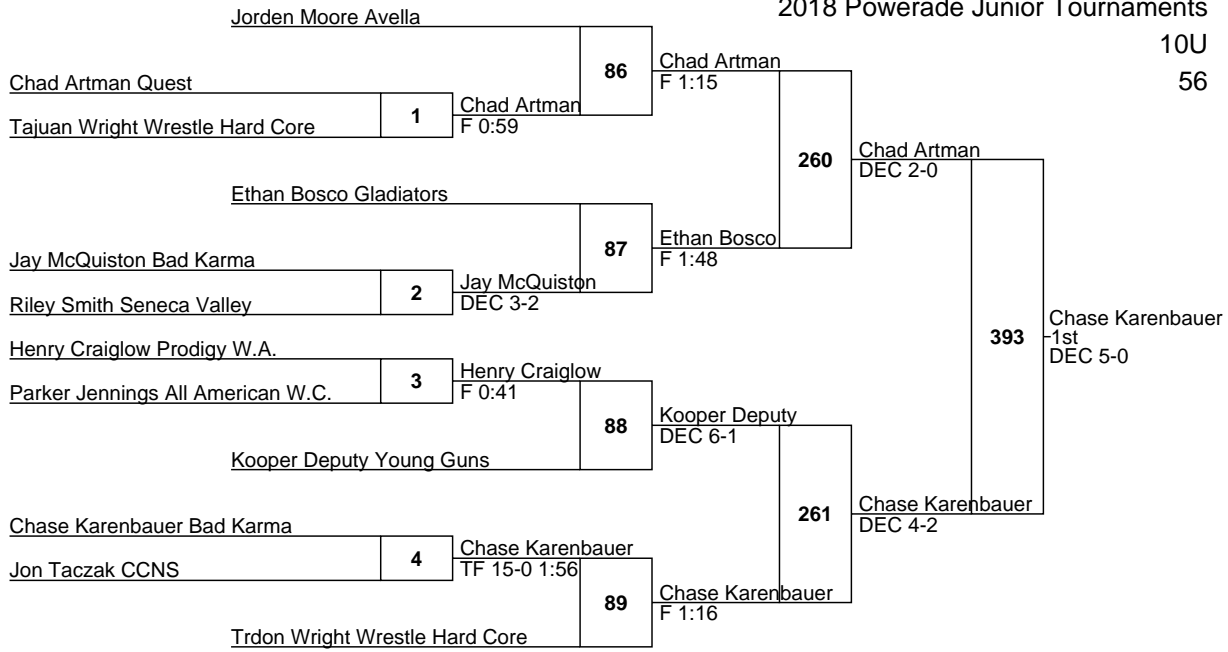 2018 Powerade Junior Tournaments
10U
56
Jorden Moore Avella
86
Chad Artman
F 1:15
Chad Artman Quest
1
Chad Artman
F 0:59
Tajuan Wright Wrestle Hard Core
260
Chad Artman
DEC 2-0
Ethan Bosco Gladiators
87
Ethan Bosco
F 1:48
Jay McQuiston Bad Karma
2
Jay McQuiston
DEC 3-2
Riley Smith Seneca Valley
393
Chase Karenbauer
1st
DEC 5-0
Henry Craiglow Prodigy W.A.
3
Henry Craiglow
F 0:41
Parker Jennings All American W.C.
88
Kooper Deputy
DEC 6-1
Kooper Deputy Young Guns
261
Chase Karenbauer
DEC 4-2
Chase Karenbauer Bad Karma
4
Chase Karenbauer
TF 15-0 1:56
Jon Taczak CCNS
89
Chase Karenbauer
F 1:16
Trdon Wright Wrestle Hard Core